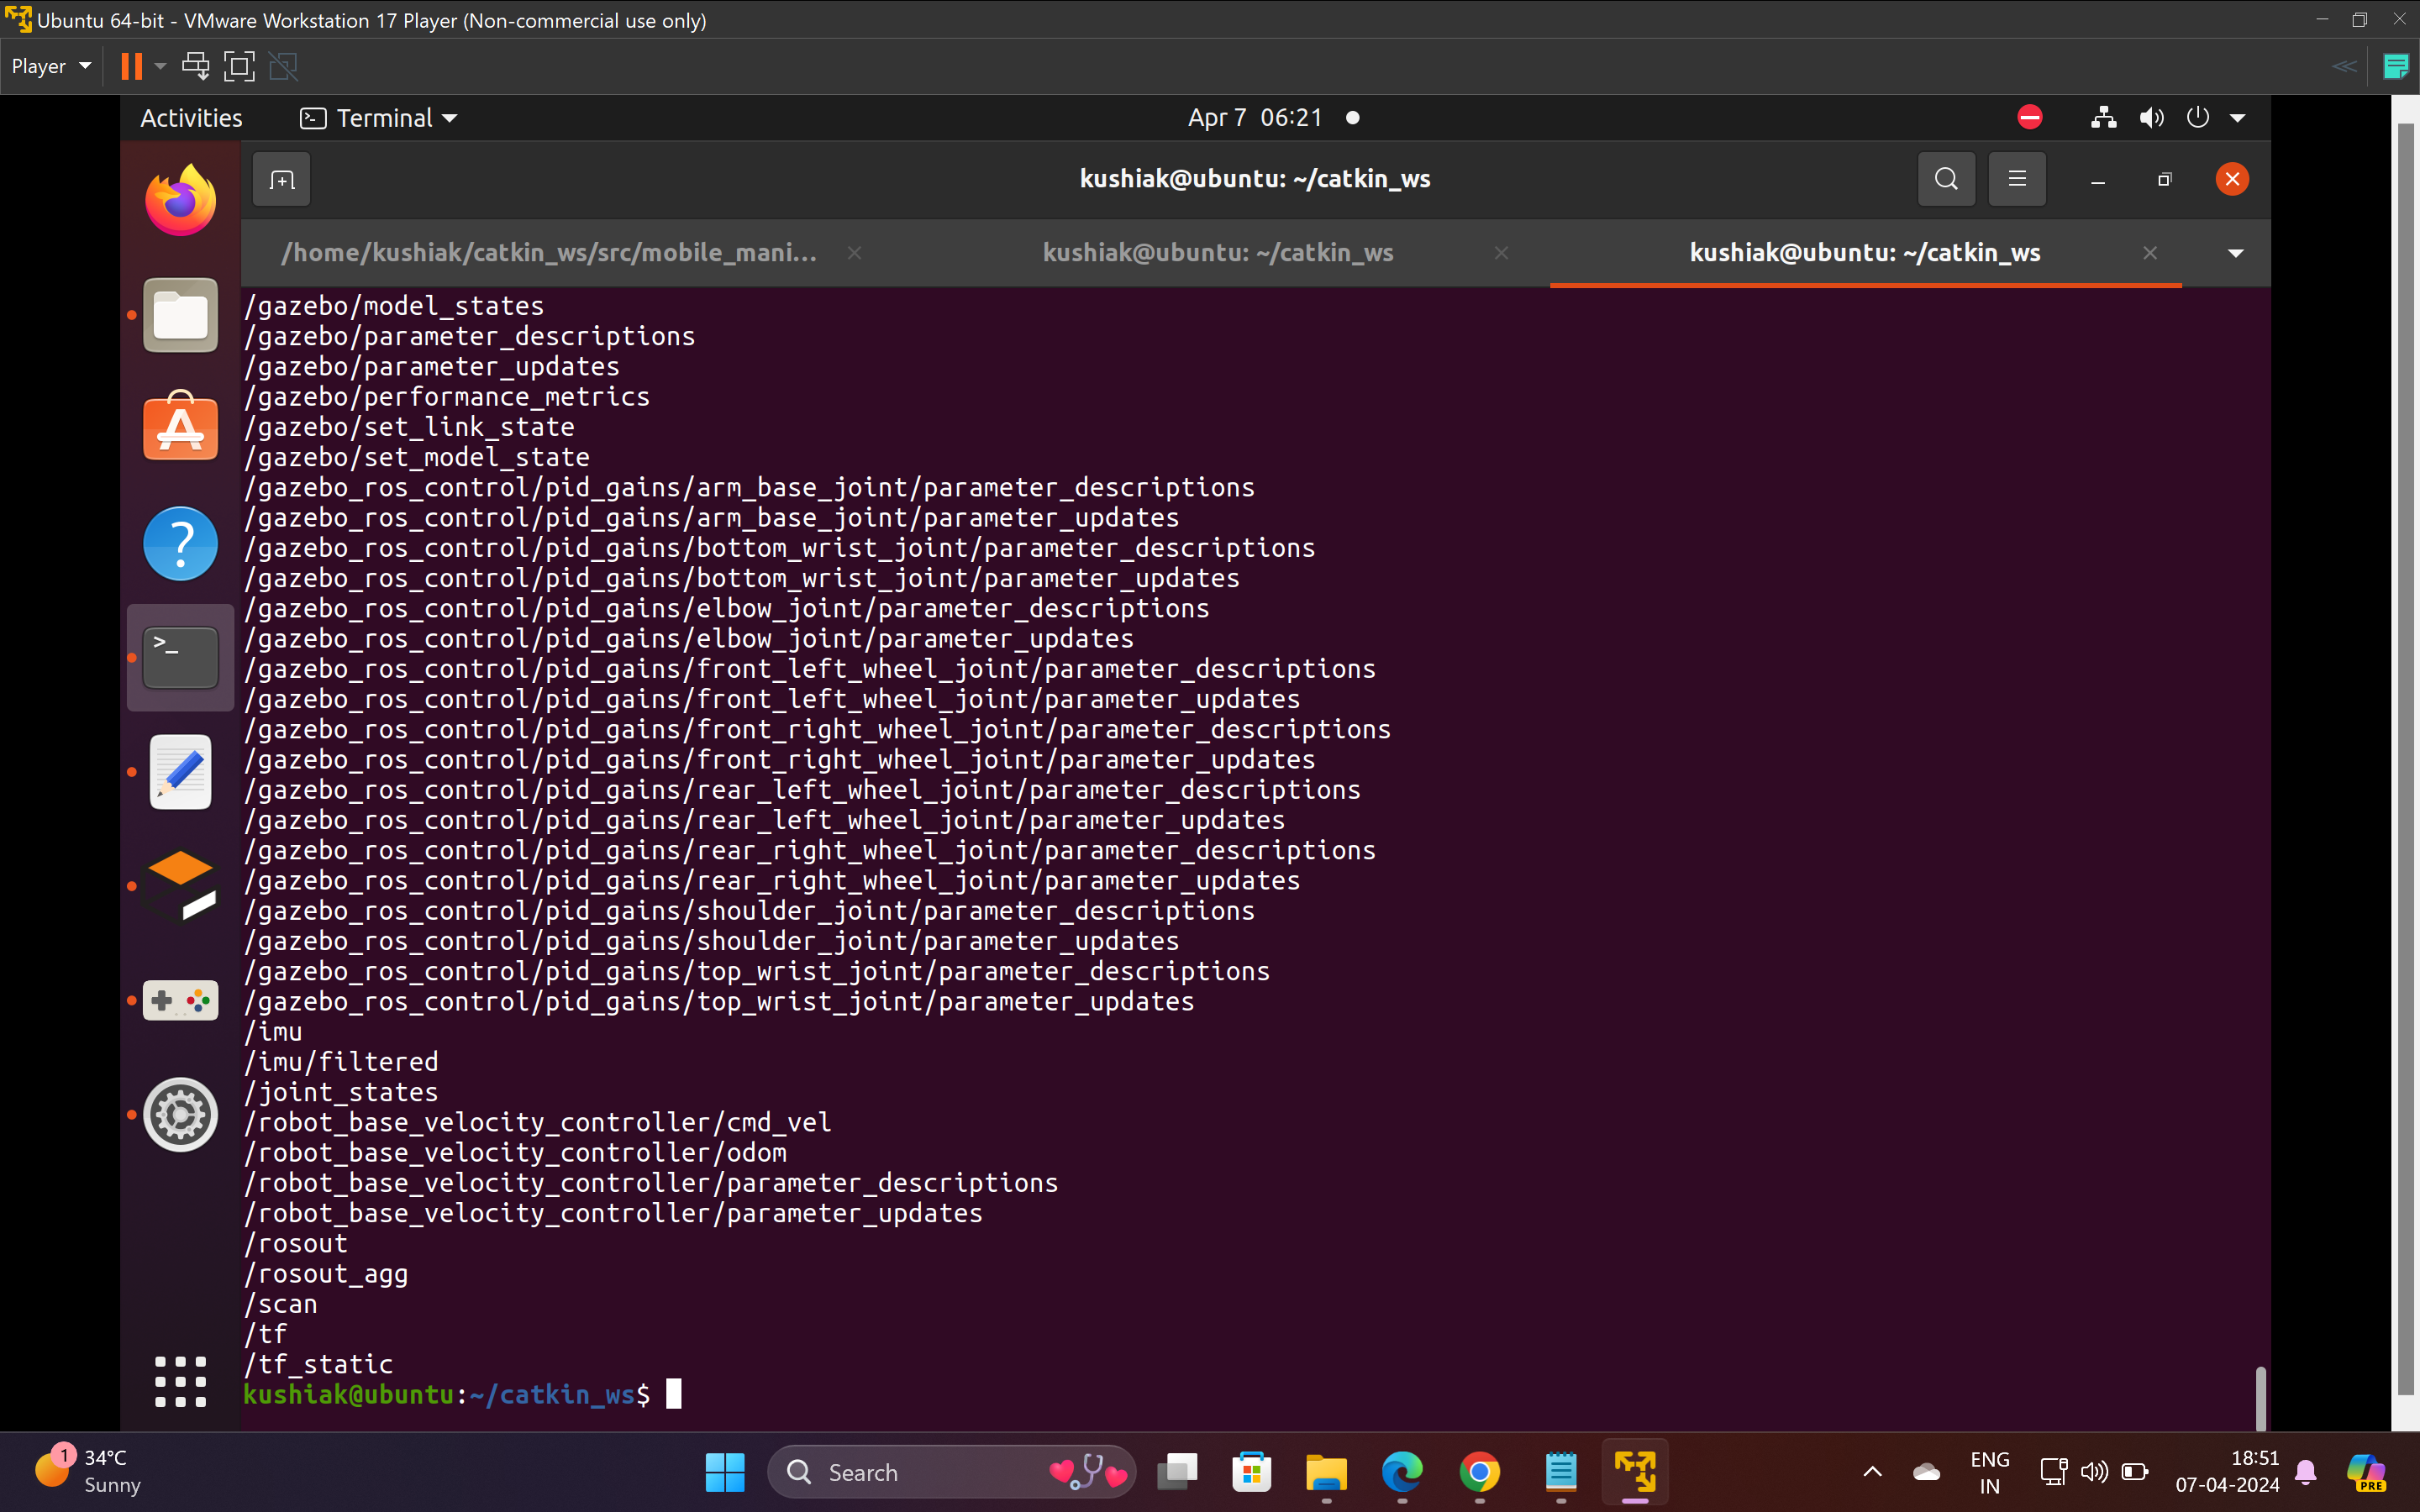 Ubuntu 64-bit - VMware Workstation 17 Player (Non-commercial use only)
Player
Activities
Terminal
Apr 7 06:21
kushiak@ubuntu: ~/catkin_ws
/home/kushiak/catkin_ws/src/mobile_mani...
kushiak@ubuntu: ~/catkin_ws
kushiak@ubuntu: ~/catkin_ws
/gazebo/model_states
/gazebo/parameter_descriptions
/gazebo/parameter_updates
/gazebo/performance_metrics
/gazebo/set_link_state
/gazebo/set_model_state
/gazebo_ros_control/pid_gains/arm_base_joint/parameter_descriptions
/gazebo_ros_control/pid_gains/arm_base_joint/parameter_updates
/gazebo_ros_control/pid_gains/bottom_wrist_joint/parameter_descriptions
/gazebo_ros_control/pid_gains/bottom_wrist_joint/parameter_updates
/gazebo_ros_control/pid_gains/elbow_joint/parameter_descriptions
/gazebo_ros_control/pid_gains/elbow_joint/parameter_updates
/gazebo_ros_control/pid_gains/front_left_wheel_joint/parameter_descriptions
/gazebo_ros_control/pid_gains/front_left_wheel_joint/parameter_updates
/gazebo_ros_control/pid_gains/front_right_wheel_joint/parameter_descriptions
/gazebo_ros_control/pid_gains/front_right_wheel_joint/parameter_updates
/gazebo_ros_control/pid_gains/rear_left_wheel_joint/parameter_descriptions
/gazebo_ros_control/pid_gains/rear_left_wheel_joint/parameter_updates
/gazebo_ros_control/pid_gains/rear_right_wheel_joint/parameter_descriptions
/gazebo_ros_control/pid_gains/rear_right_wheel_joint/parameter_updates
/gazebo_ros_control/pid_gains/shoulder_joint/parameter_descriptions
/gazebo_ros_control/pid_gains/shoulder_joint/parameter_updates
/gazebo_ros_control/pid_gains/top_wrist_joint/parameter_descriptions
/gazebo_ros_control/pid_gains/top_wrist_joint/parameter_updates
/imu
/imu/filtered
/joint_states
/robot_base_velocity_controller/cmd_vel
/robot_base_velocity_controller/odom
/robot_base_velocity_controller/parameter_descriptions
/robot_base_velocity_controller/parameter_updates
/rosout
/rosout_agg
/scan
/tf
/tf_static
kushiak@ubuntu:~/catkin_ws$
1
34°C
Sunny
Search
ENG
IN
18:51
07-04-2024
PRE